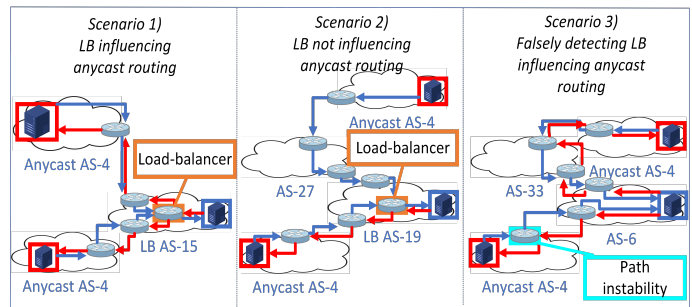 Scenario 1)
LB influencing
anycast routing
Anycast AS-4
Load-balancer
LB AS-15
Anycast AS-4
Scenario 2)
LB not influencing
anycast routing
Anycast AS-4
Load-balancer
AS-27
LB AS-19
Anycast AS-4
Scenario 3)
Falsely detecting LB
influencing anycast
routing
Anycast AS-4
AS-33
AS-6
Anycast AS-4
Path
instability